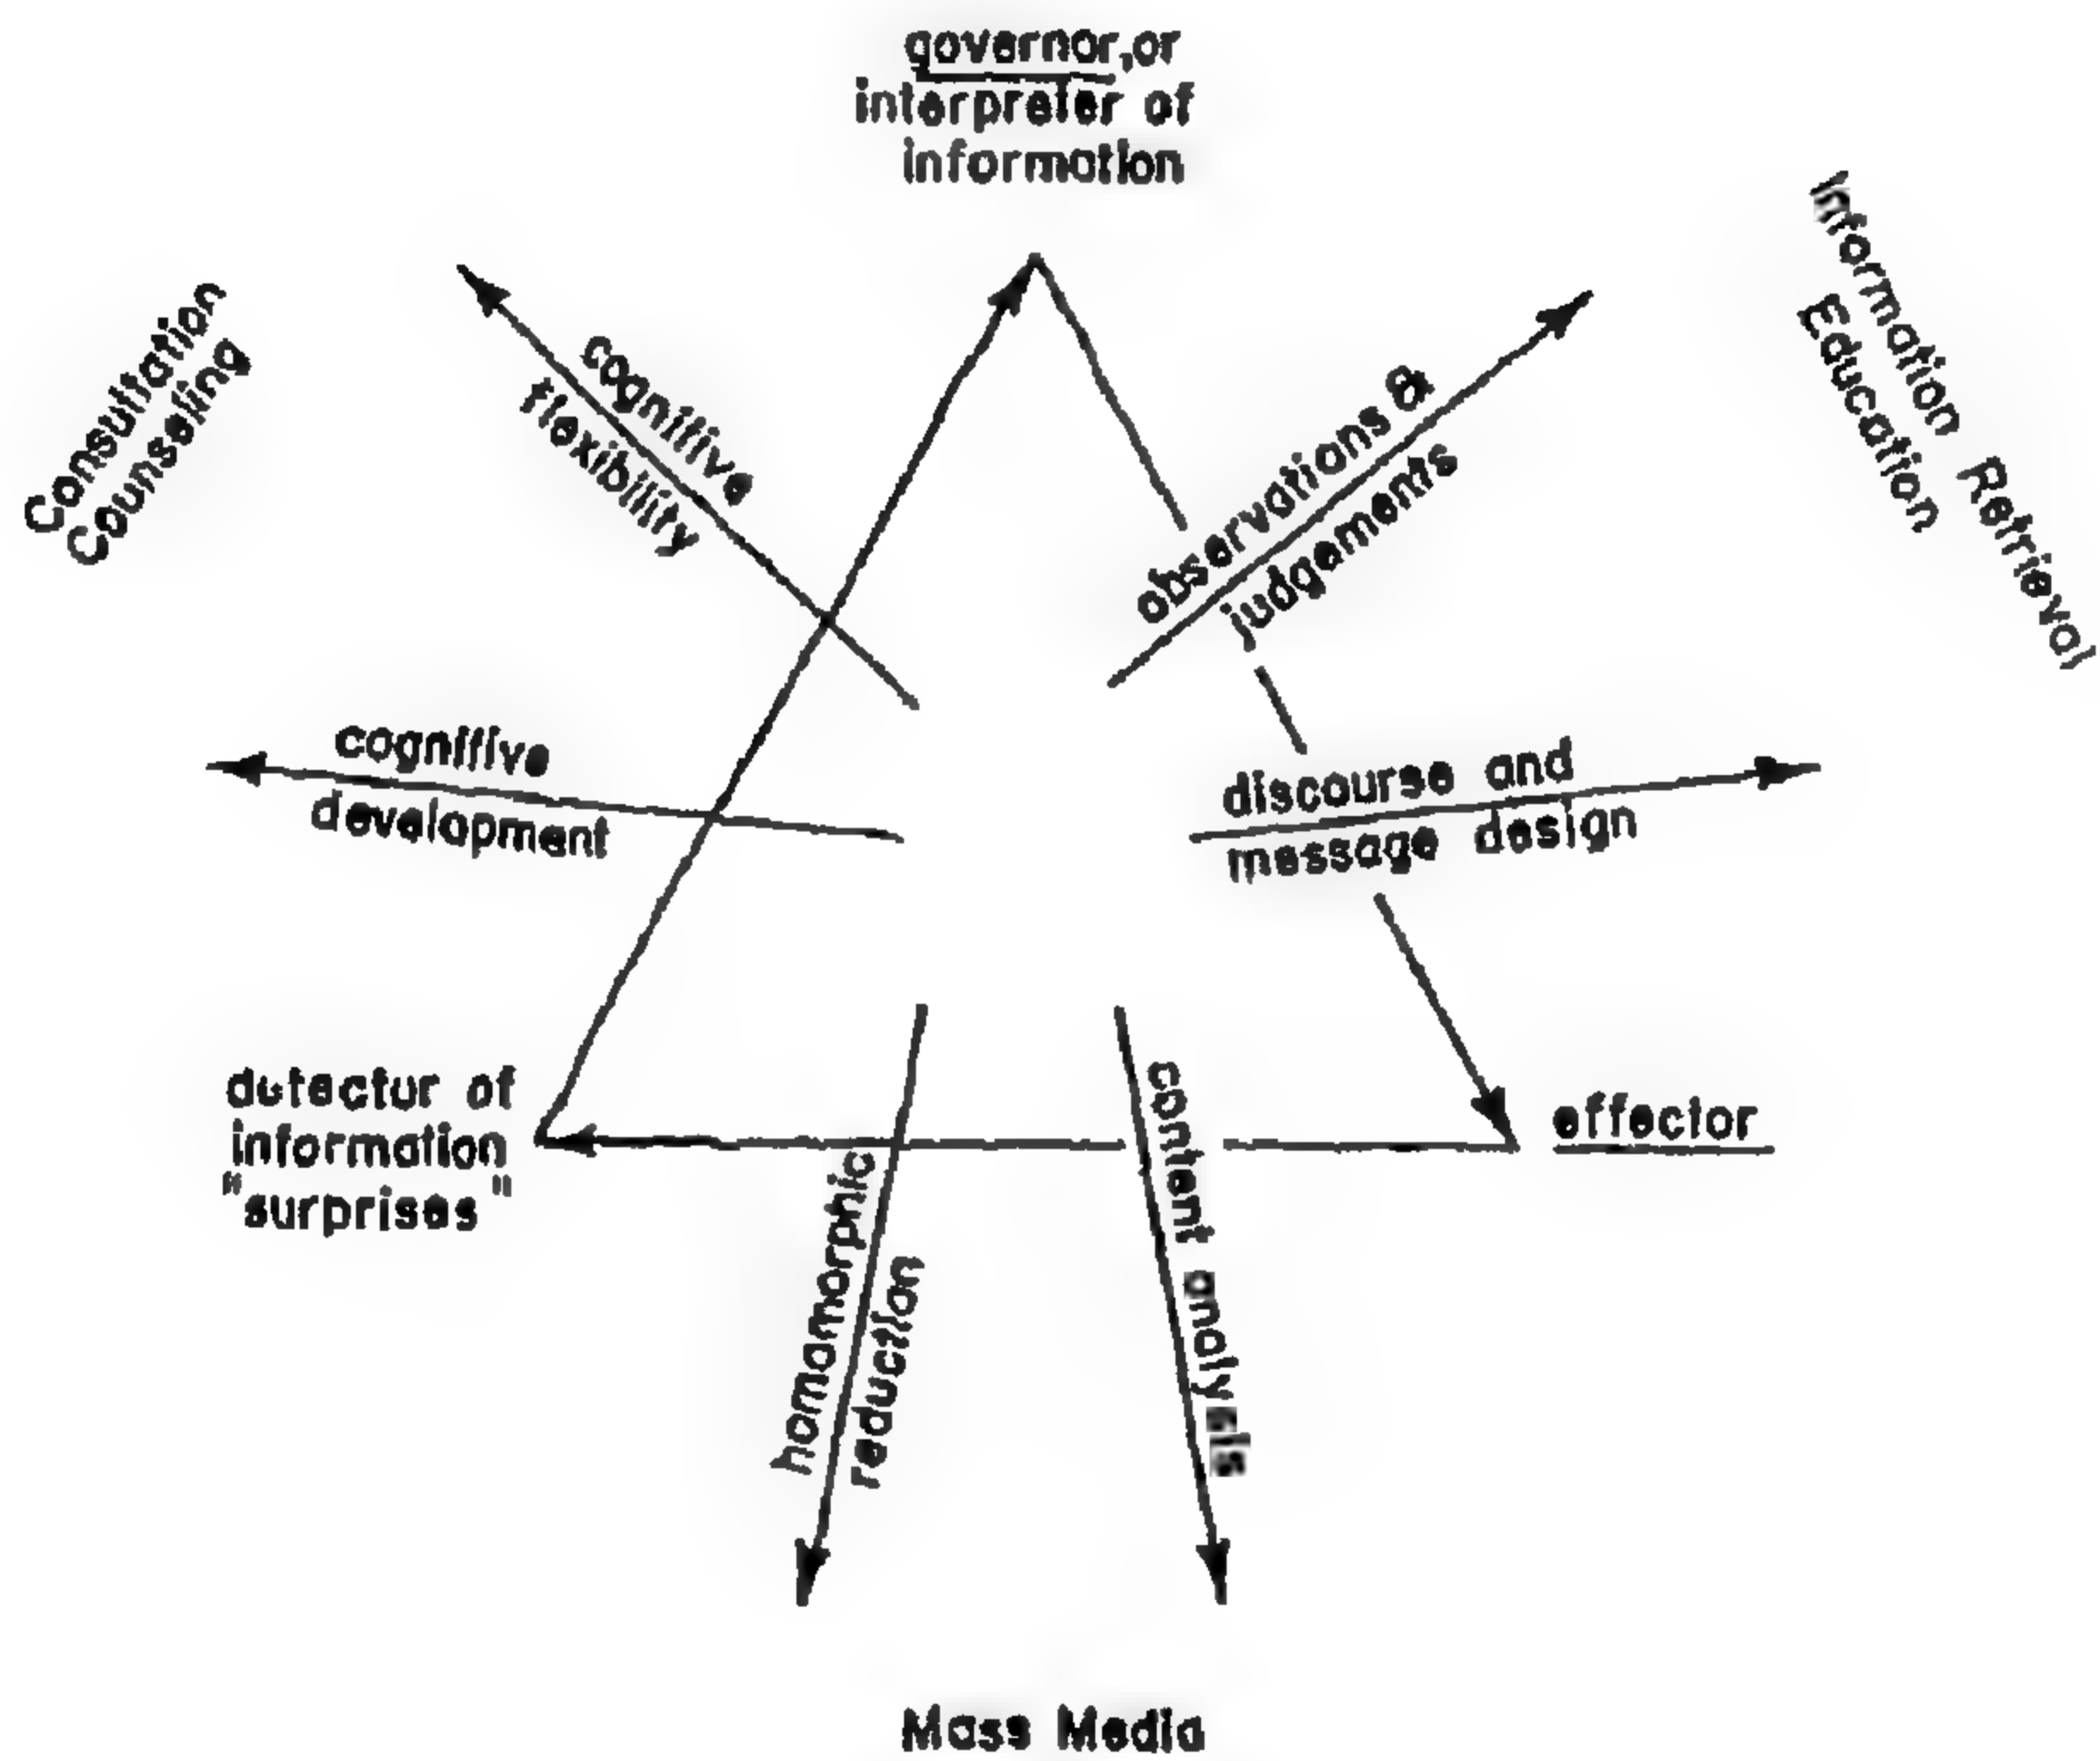 governor, or
interpreter of
information
Consultation
Counseling
cognitive
flexibility
observations &
judgements
Information Retrieval
Education
cognitive
development
discourse and
message design
detector of
information
"surprises"
effector
homomorphic
reduction
content analysis
Mass Media